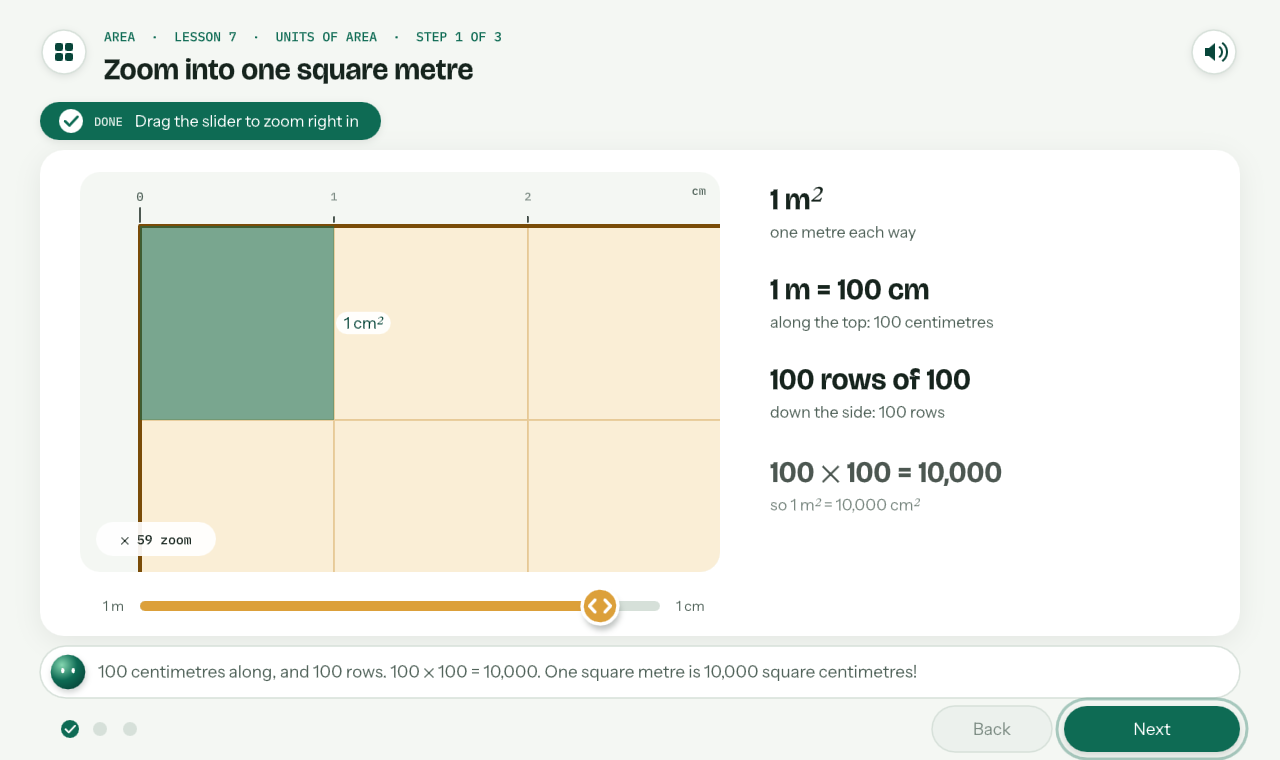 AREA · LESSON 7 · UNITS OF AREA · STEP 1 OF 3
Zoom into one square metre
DONE Drag the slider to zoom right in
0 1 2 cm
1 cm²
× 59 zoom
1 m 1 cm
1 m²
one metre each way
1 m = 100 cm
along the top: 100 centimetres
100 rows of 100
down the side: 100 rows
100 × 100 = 10,000
so 1 m² = 10,000 cm²
100 centimetres along, and 100 rows. 100 × 100 = 10,000. One square metre is 10,000 square centimetres!
Back Next